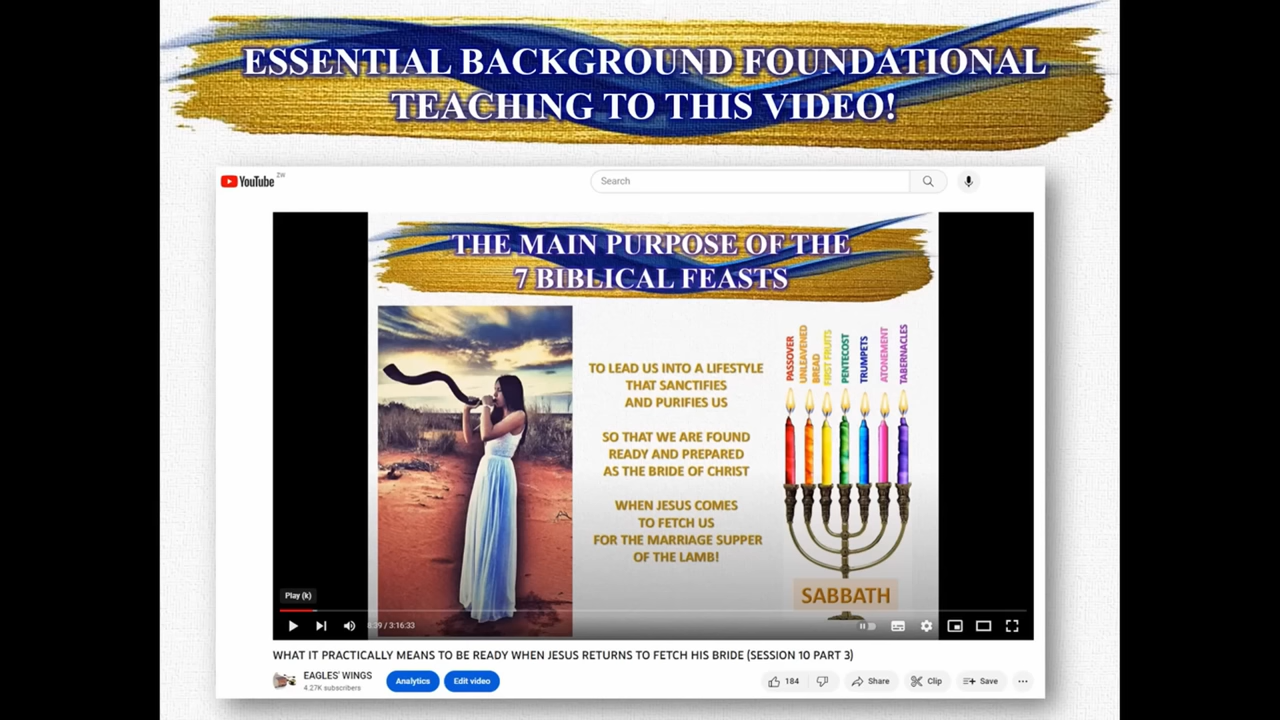 ESSENTIAL BACKGROUND FOUNDATIONAL
TEACHING TO THIS VIDEO!
YouTube ZW
Search
THE MAIN PURPOSE OF THE
7 BIBLICAL FEASTS
TO LEAD US INTO A LIFESTYLE
THAT SANCTIFIES
AND PURIFIES US
SO THAT WE ARE FOUND
READY AND PREPARED
AS THE BRIDE OF CHRIST
WHEN JESUS COMES
TO FETCH US
FOR THE MARRIAGE SUPPER
OF THE LAMB!
PASSOVER
UNLEAVENED
BREAD
FIRST FRUITS
PENTECOST
TRUMPETS
ATONEMENT
TABERNACLES
SABBATH
Play (k)
/ 3:16:33
WHAT IT PRACTICALLY MEANS TO BE READY WHEN JESUS RETURNS TO FETCH HIS BRIDE (SESSION 10 PART 3)
EAGLES' WINGS
4.27K subscribers
Analytics
Edit video
184
Share
Clip
Save